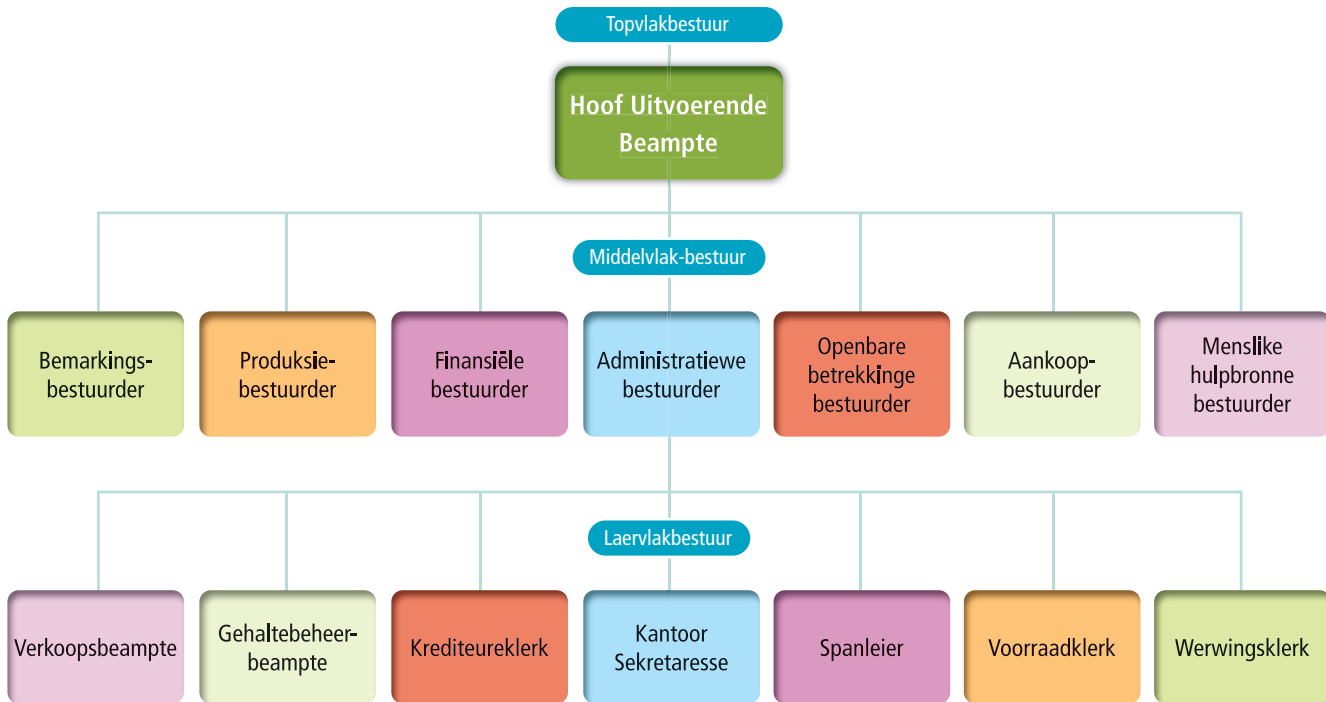 Topvlakbestuur
Hoof Uitvoerende
Beampte
Middelvlak-bestuur
Bemarkings-
bestuurder
Produksie-
bestuurder
Finansiële
bestuurder
Administratiewe
bestuurder
Openbare
betrekkinge
bestuurder
Aankoop-
bestuurder
Menslike
hulpbronne
bestuurder
Laervlakbestuur
Verkoopsbeampte
Gehaltebeheer-
beampte
Krediteureklerk
Kantoor
Sekretaresse
Spanleier
Voorraadklerk
Werwingsklerk